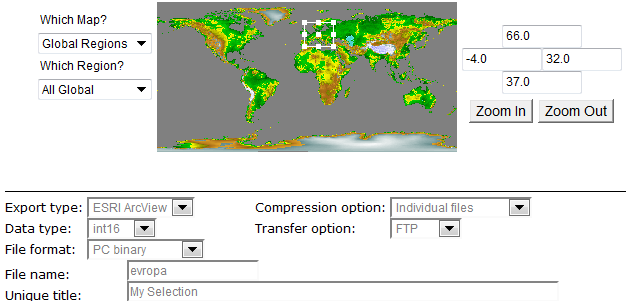 Which Map?
Global Regions
Which Region?
All Global
66.0
-4.0 32.0
37.0
Zoom In Zoom Out
Export type: ESRI ArcView Compression option: Individual files
Data type: int16 Transfer option: FTP
File format: PC binary
File name: evropa
Unique title: My Selection